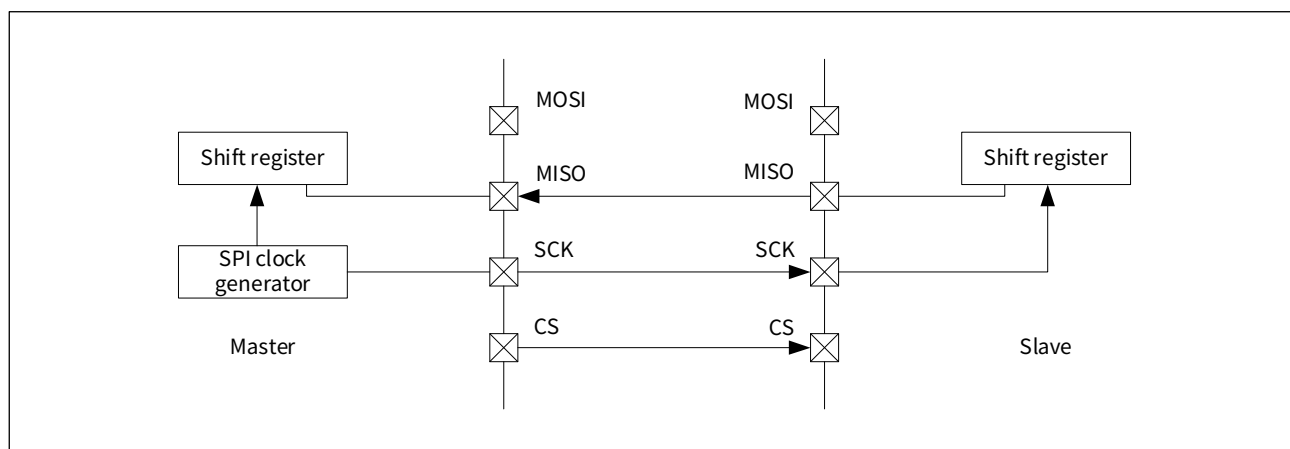 MOSI
MOSI
Shift register
MISO
MISO
Shift register
SPI clock
generator
SCK
SCK
Master
CS
CS
Slave